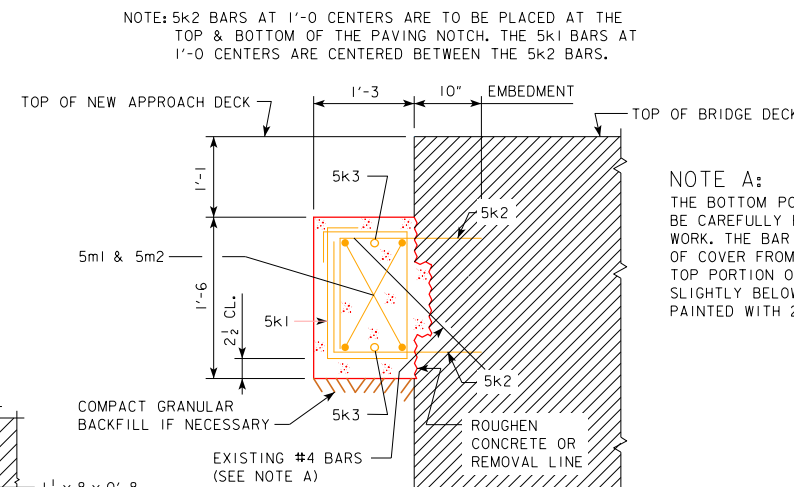 NOTE: 5k2 BARS AT 1'-0 CENTERS ARE TO BE PLACED AT THE
TOP & BOTTOM OF THE PAVING NOTCH. THE 5k1 BARS AT
1'-0 CENTERS ARE CENTERED BETWEEN THE 5k2 BARS.
TOP OF NEW APPROACH DECK
1'-3
10"
EMBEDMENT
TOP OF BRIDGE DECK
1'-1
5k3
5k2
NOTE A:
THE BOTTOM
BE CAREFULLY
WORK. THE BAR
OF COVER FROM
TOP PORTION
SLIGHTLY
PAINTED WITH
5m1 & 5m2
1'-6
2½ CL.
5k1
5k2
5k3
COMPACT GRANULAR
BACKFILL IF NECESSARY
ROUGHEN
CONCRETE OR
REMOVAL LINE
EXISTING #4 BARS
(SEE NOTE A)